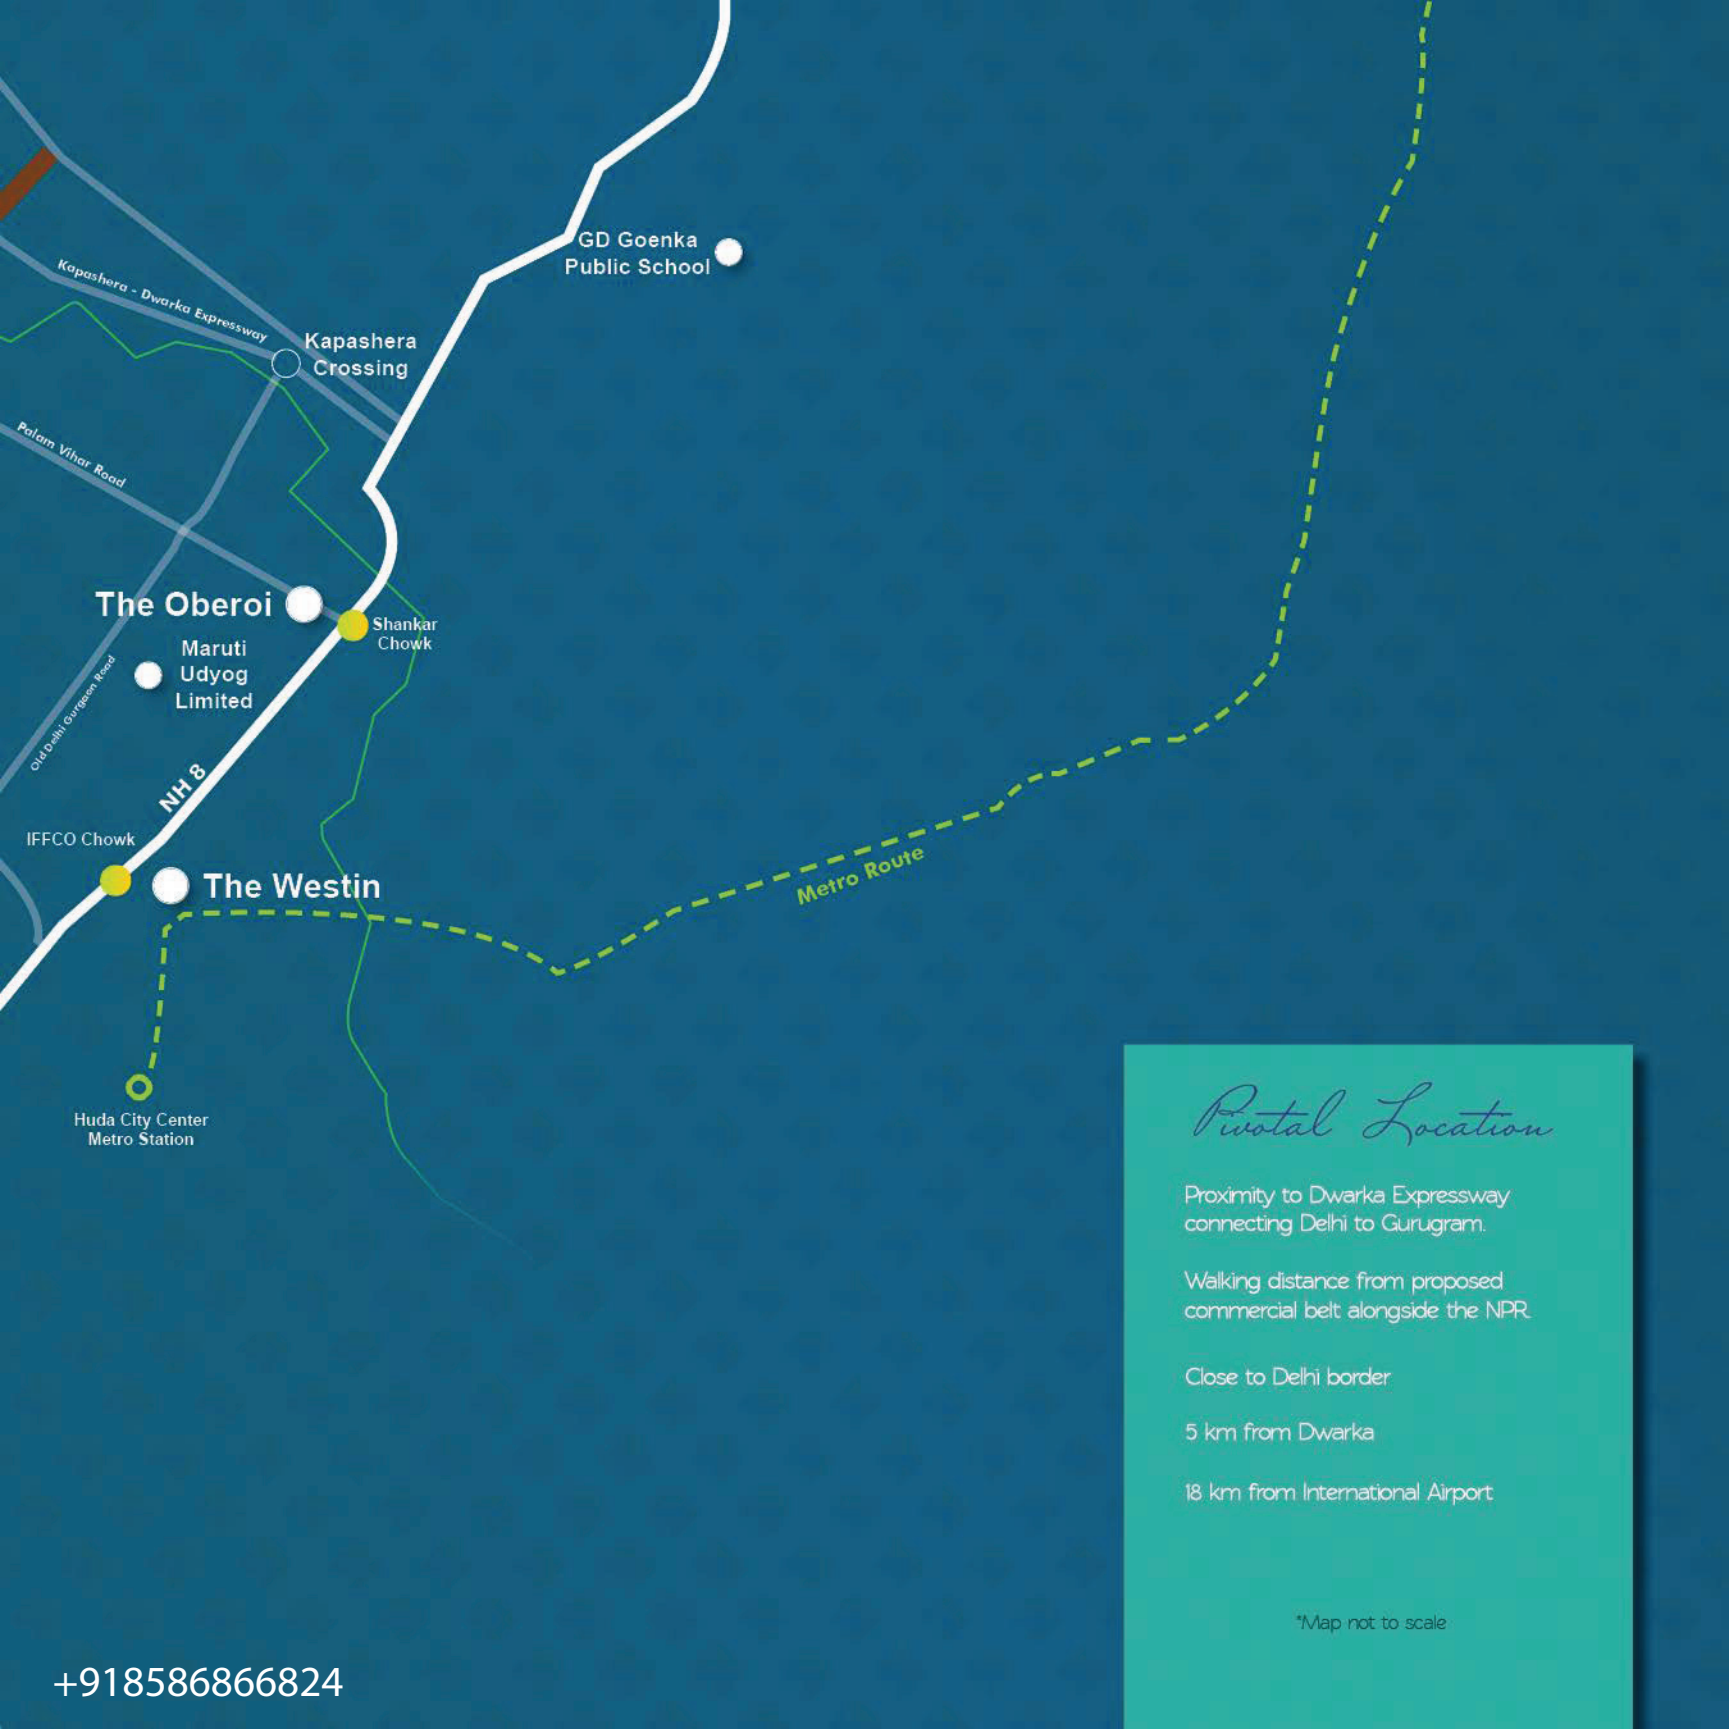 GD Goenka
Public School
Kapashera - Dwarka Expressway
Kapashera
Crossing
Palam Vihar Road
The Oberoi
Shankar
Chowk
Maruti
Udyog
Limited
Old Delhi Gurgaon Road
NH 8
IFFCO Chowk
The Westin
Metro Route
Huda City Center
Metro Station
Pivotal Location
Proximity to Dwarka Expressway
connecting Delhi to Gurugram.
Walking distance from proposed
commercial belt alongside the NPR.
Close to Delhi border
5 km from Dwarka
18 km from International Airport
*Map not to scale
+918586866824